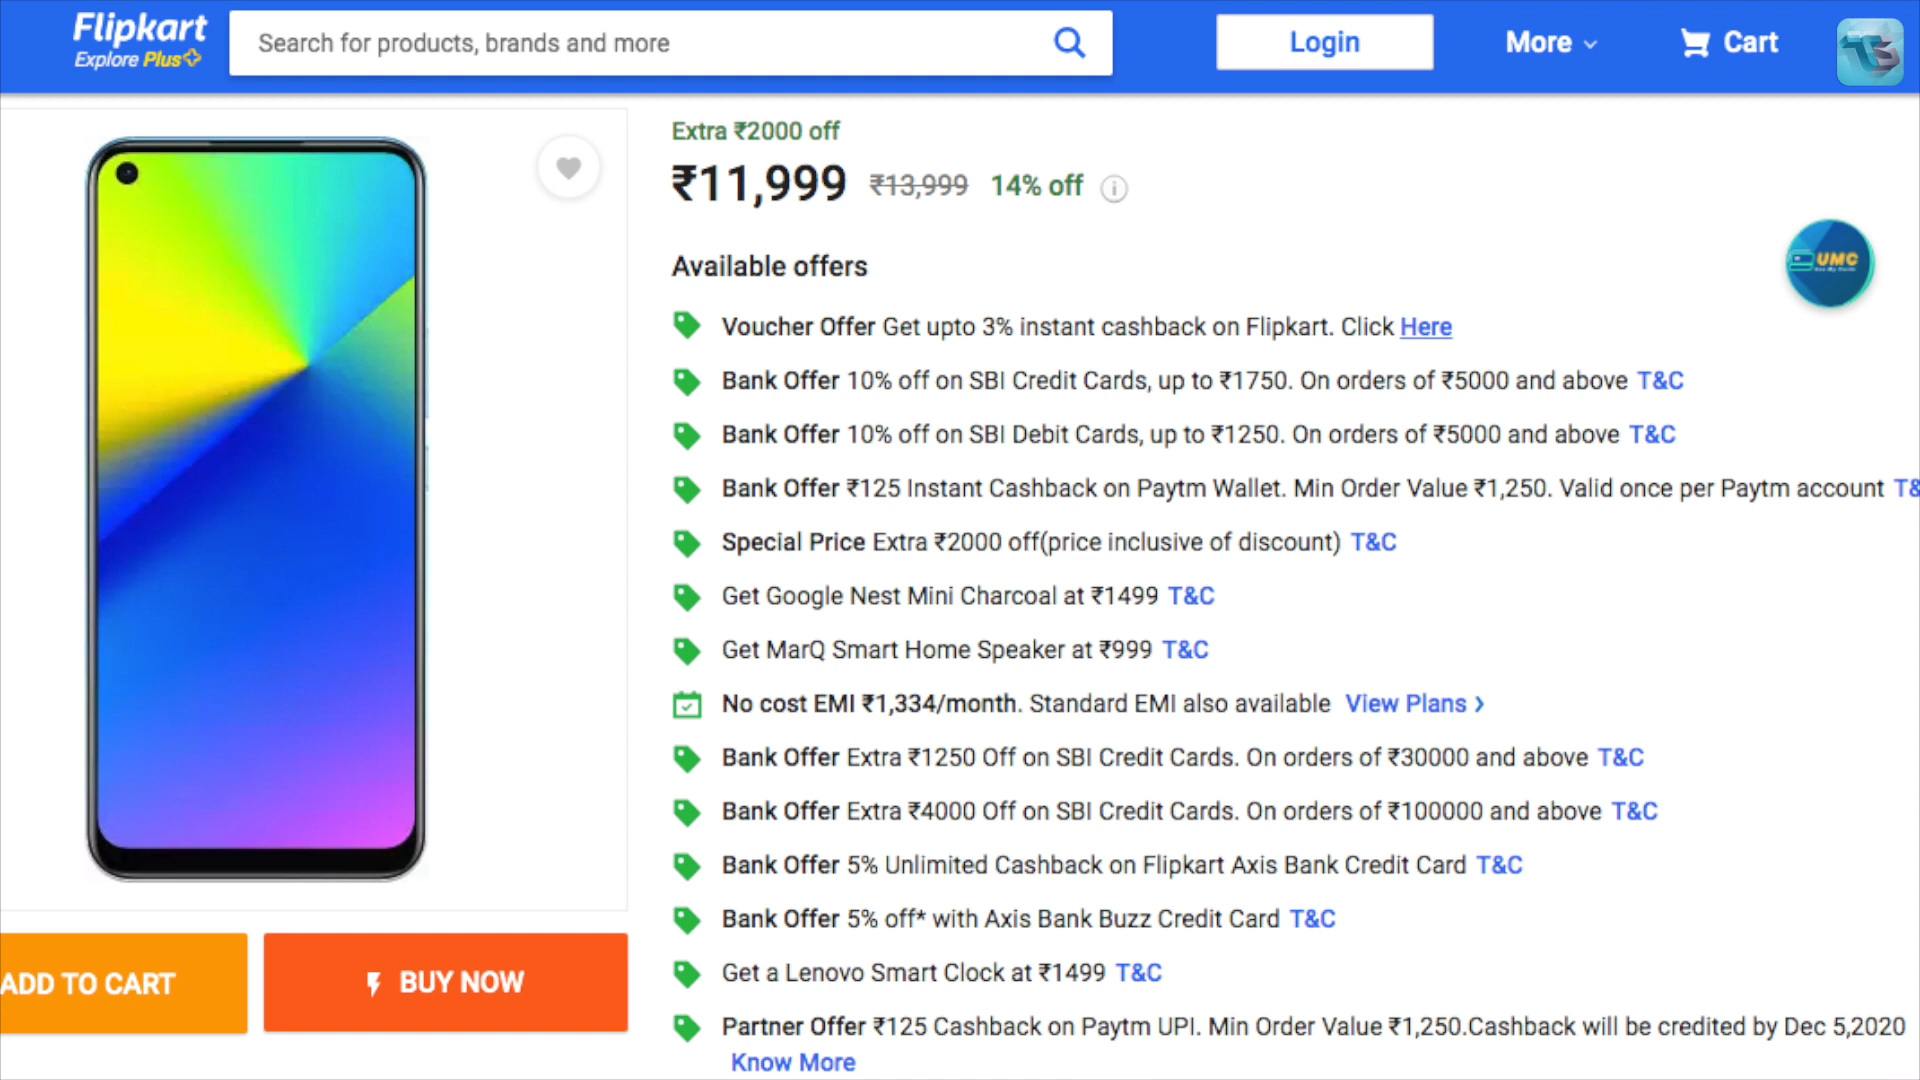 Flipkart
Explore Plus
Search for products, brands and more
Login
More
Cart
Extra ₹2000 off
₹11,999 ₹13,999 14% off
Available offers
UMC
Voucher Offer Get upto 3% instant cashback on Flipkart. Click Here
Bank Offer 10% off on SBI Credit Cards, up to ₹1750. On orders of ₹5000 and above T&C
Bank Offer 10% off on SBI Debit Cards, up to ₹1250. On orders of ₹5000 and above T&C
Bank Offer ₹125 Instant Cashback on Paytm Wallet. Min Order Value ₹1,250. Valid once per Paytm account T&
Special Price Extra ₹2000 off(price inclusive of discount) T&C
Get Google Nest Mini Charcoal at ₹1499 T&C
Get MarQ Smart Home Speaker at ₹999 T&C
No cost EMI ₹1,334/month. Standard EMI also available View Plans ›
Bank Offer Extra ₹1250 Off on SBI Credit Cards. On orders of ₹30000 and above T&C
Bank Offer Extra ₹4000 Off on SBI Credit Cards. On orders of ₹100000 and above T&C
Bank Offer 5% Unlimited Cashback on Flipkart Axis Bank Credit Card T&C
Bank Offer 5% off* with Axis Bank Buzz Credit Card T&C
Get a Lenovo Smart Clock at ₹1499 T&C
Partner Offer ₹125 Cashback on Paytm UPI. Min Order Value ₹1,250.Cashback will be credited by Dec 5,2020
Know More
ADD TO CART
BUY NOW